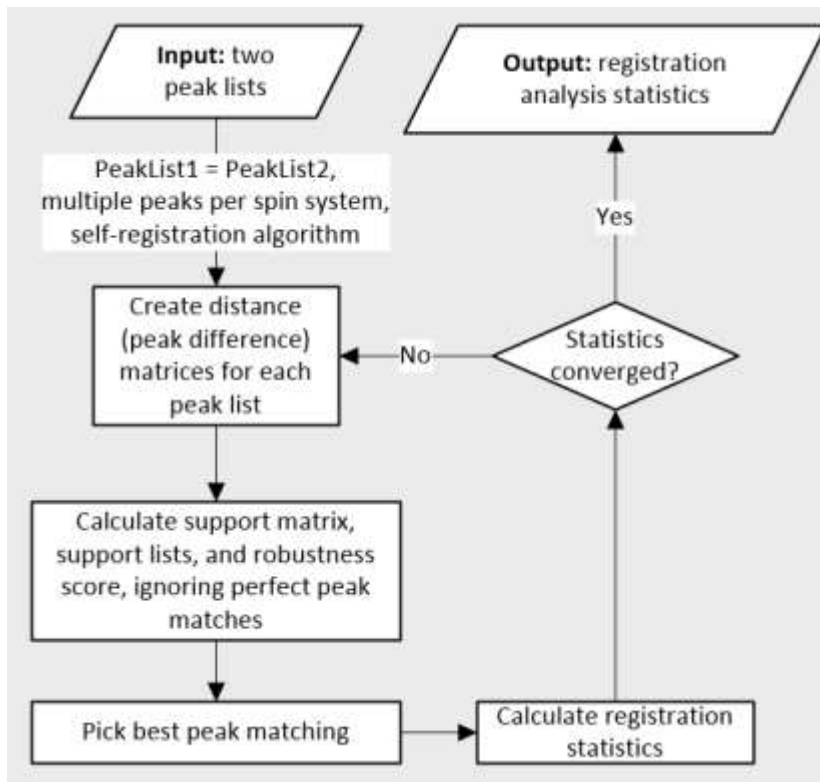 Input: two
peak lists
Output: registration
analysis statistics
PeakList1 = PeakList2,
multiple peaks per spin system,
self-registration algorithm
Yes
Create distance
(peak difference)
matrices for each
peak list
No
Statistics
converged?
Calculate support matrix,
support lists, and robustness
score, ignoring perfect peak
matches
Pick best peak matching
Calculate registration
statistics